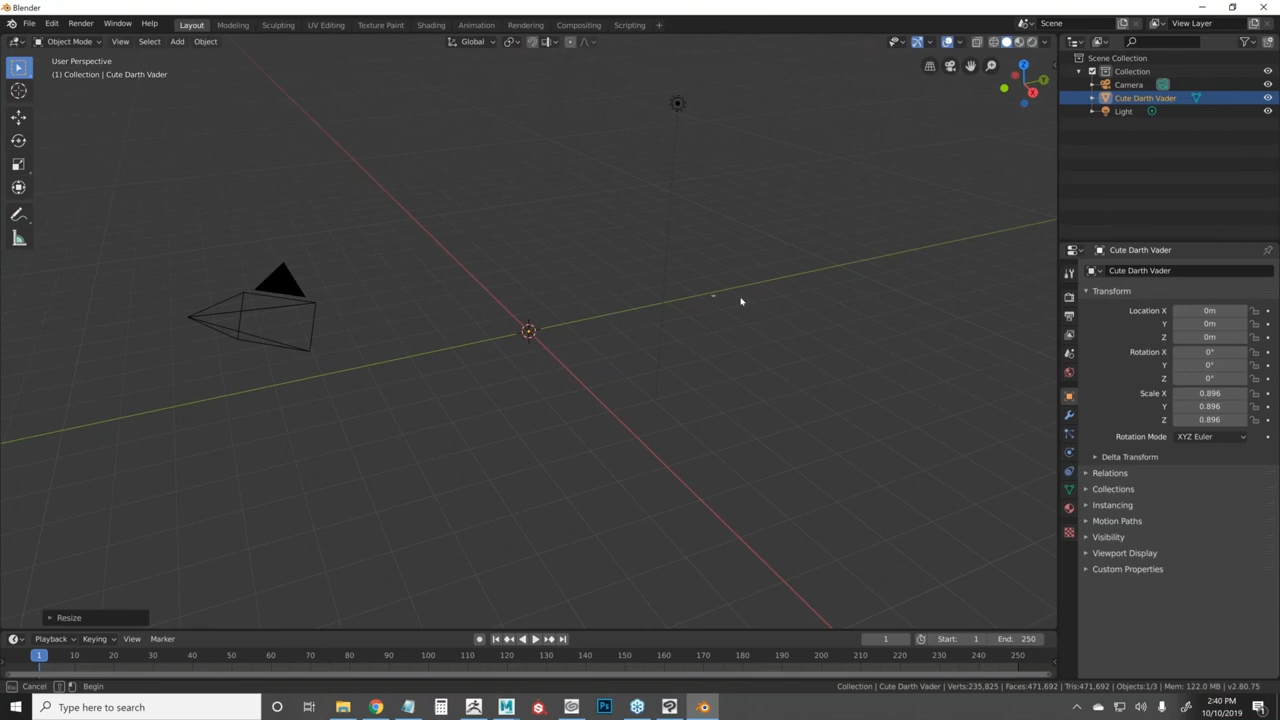 Blender
File Edit Render Window Help Layout Modeling Sculpting UV Editing Texture Paint Shading Animation Rendering Compositing Scripting + Scene View Layer
Object Mode View Select Add Object Global
User Perspective
(1) Collection | Cute Darth Vader
Z
Y
X
Scene Collection
Collection
Camera
Cute Darth Vader
Light
Cute Darth Vader
Cute Darth Vader
Transform
Location X 0m
Y 0m
Z 0m
Rotation X 0°
Y 0°
Z 0°
Scale X 0.896
Y 0.896
Z 0.896
Rotation Mode XYZ Euler
Delta Transform
Relations
Collections
Instancing
Motion Paths
Visibility
Viewport Display
Custom Properties
Resize
Playback Keying View Marker 1 Start: 1 End: 250
1 10 20 30 40 50 60 70 80 90 100 110 120 130 140 150 160 170 180 190 200 210 220 230 240 250
Esc Cancel Begin Collection | Cute Darth Vader | Verts:235,825 | Faces:471,692 | Tris:471,692 | Objects:1/3 | Mem: 122.0 MB | v2.80.75
Type here to search Ps 2:40 PM
10/10/2019